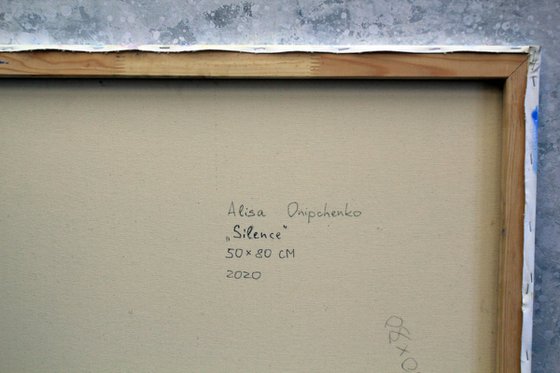 Alisa Onipchenko
„Silence“
50×80 CM
2020